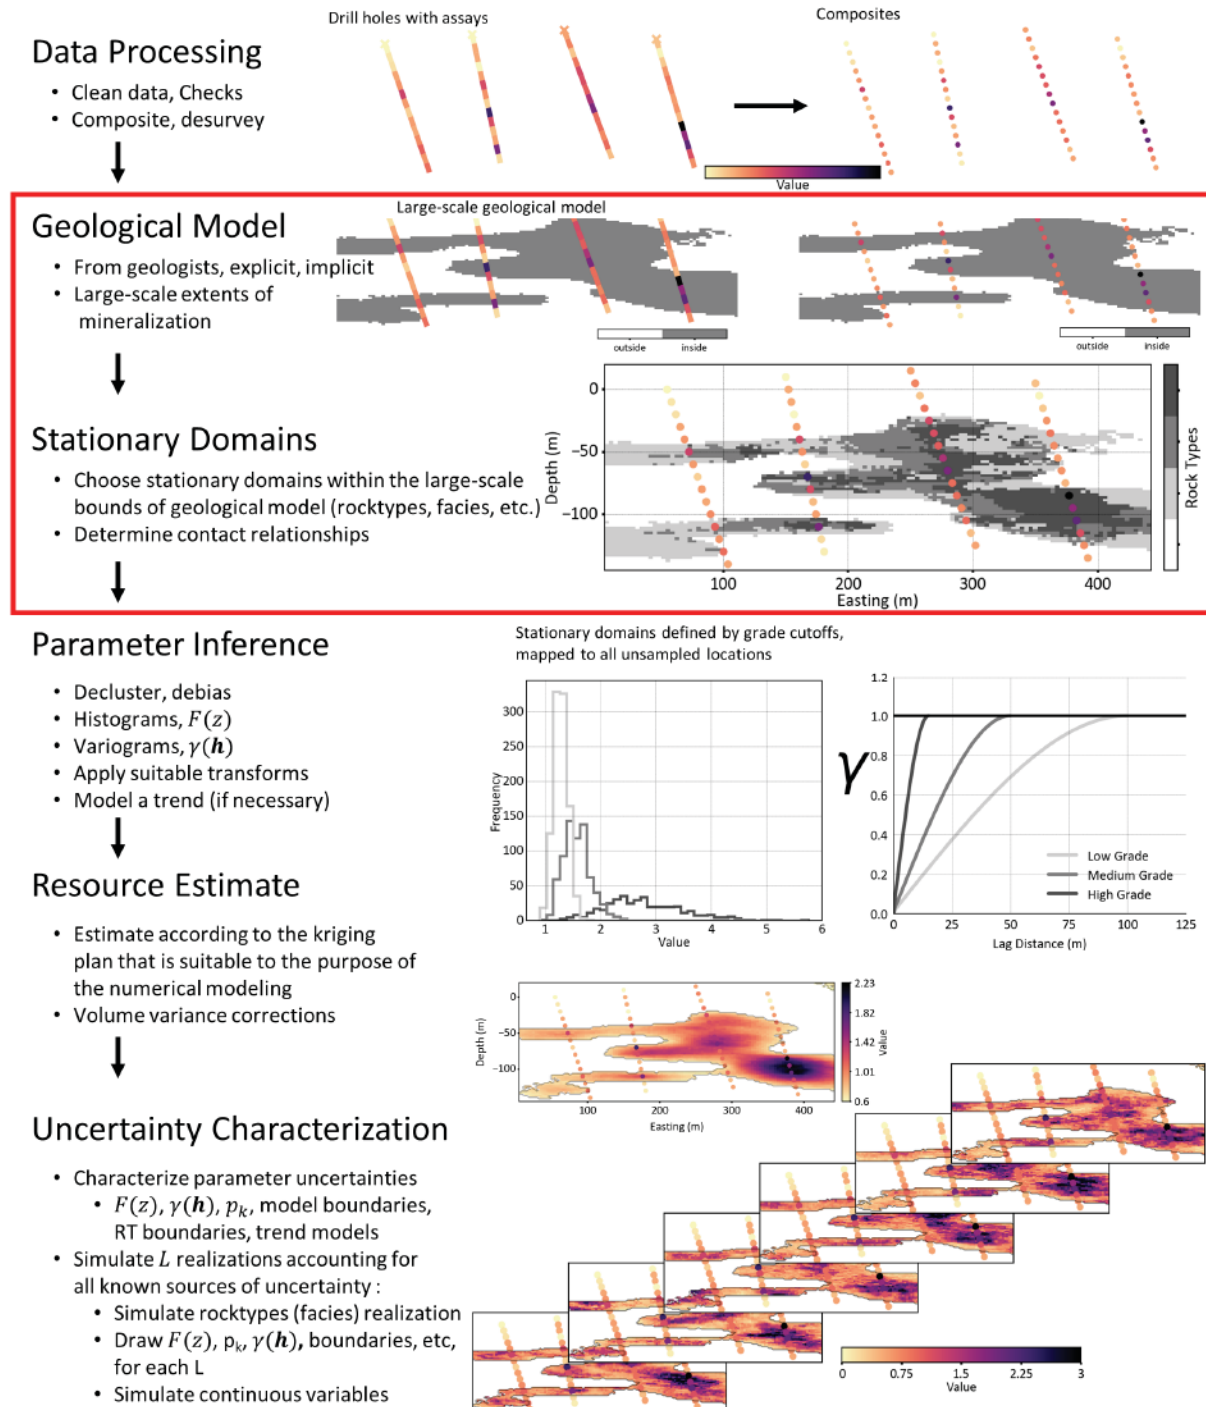 Drill holes with assays
Composites
Data Processing
• Clean data, Checks
• Composite, desurvey
Value
Geological Model
• From geologists, explicit, implicit
• Large-scale extents of
mineralization
Large-scale geological model
outside inside
outside inside
Stationary Domains
• Choose stationary domains within the large-scale
bounds of geological model (rocktypes, facies, etc.)
• Determine contact relationships
0
−50
−100
Depth (m)
100 200 300 400
Easting (m)
Rock Types
Parameter Inference
• Decluster, debias
• Histograms, F(z)
• Variograms, γ(h)
• Apply suitable transforms
• Model a trend (if necessary)
Stationary domains defined by grade cutoffs,
mapped to all unsampled locations
300
250
200
150
100
50
0
Frequency
1 2 3 4 5 6
Value
1.2
1.0
0.8
0.6
0.4
0.2
0.0
γ
Low Grade
Medium Grade
High Grade
0 25 50 75 100 125
Lag Distance (m)
Resource Estimate
• Estimate according to the kriging
plan that is suitable to the purpose of
the numerical modeling
• Volume variance corrections
0
−50
−100
Depth (m)
100 200 300 400
Easting (m)
2.23
1.82
1.42
1.01
0.6
Value
Uncertainty Characterization
• Characterize parameter uncertainties
• F(z), γ(h), pk, model boundaries,
RT boundaries, trend models
• Simulate L realizations accounting for
all known sources of uncertainty :
• Simulate rocktypes (facies) realization
• Draw F(z), pk, γ(h), boundaries, etc,
for each L
• Simulate continuous variables
0 0.75 1.5 2.25 3
Value